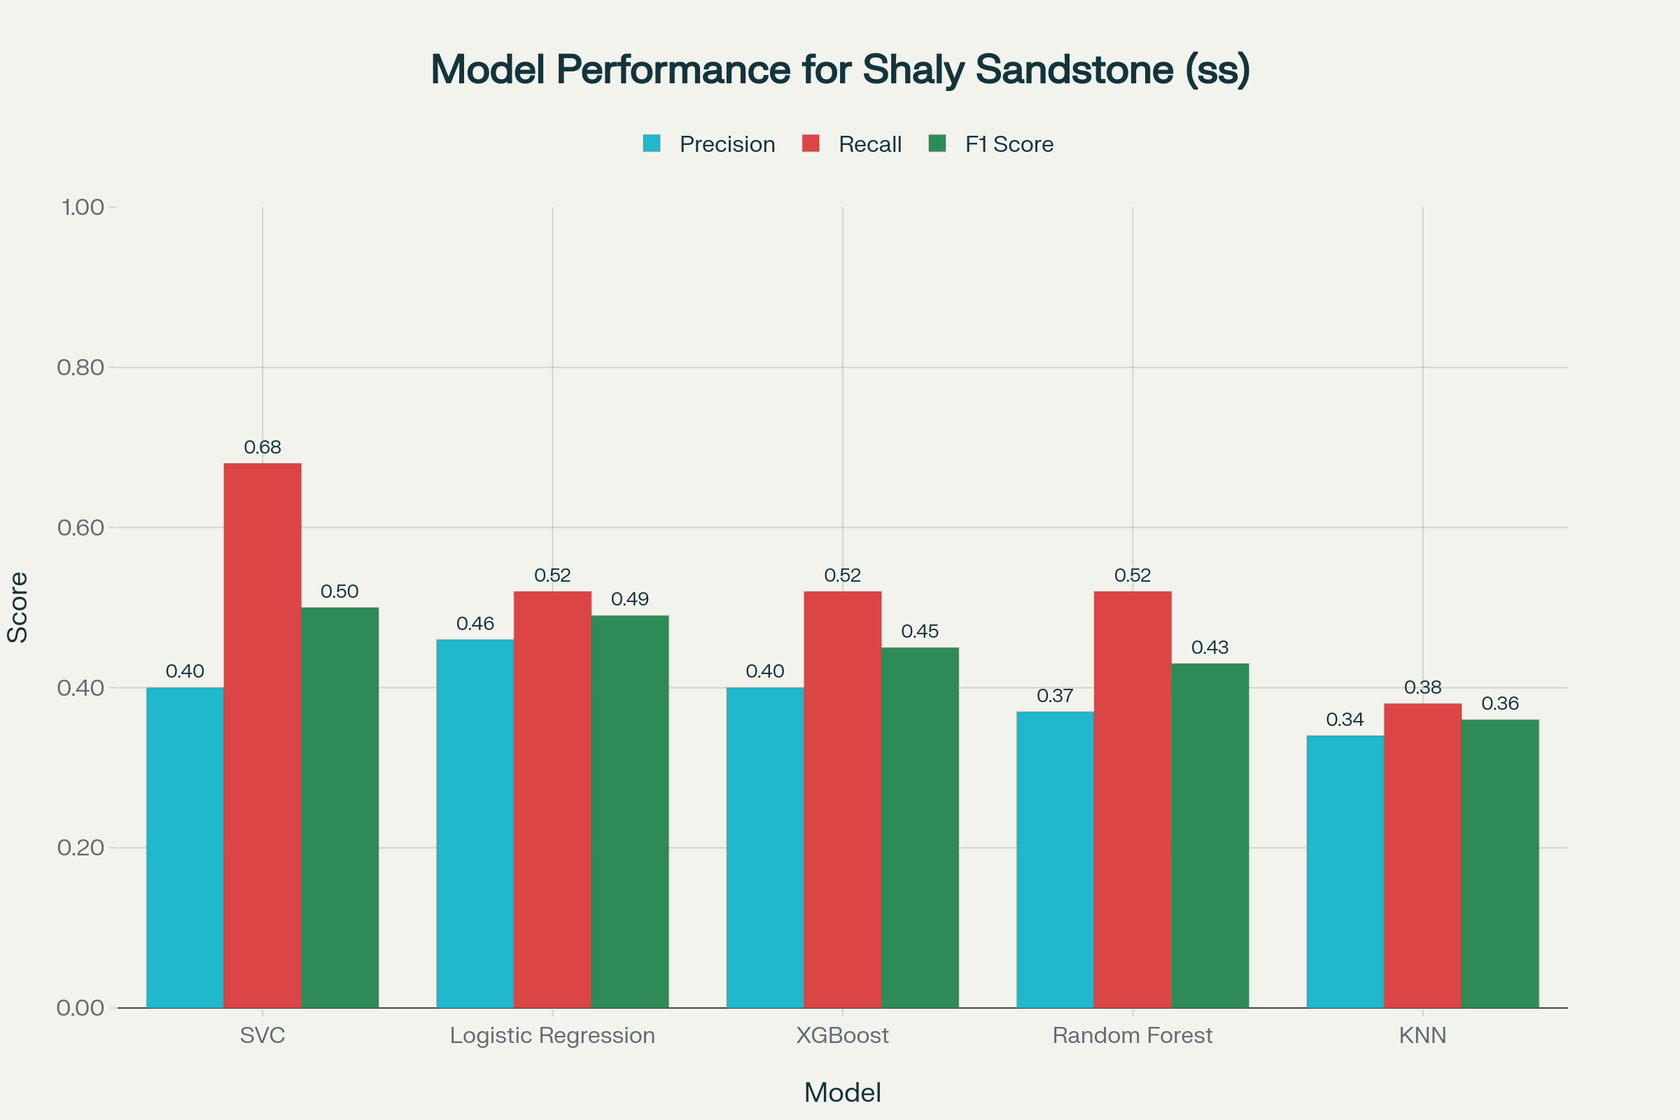 Model Performance for Shaly Sandstone (ss)
Precision Recall F1 Score
1.00
0.80
0.68
0.60
0.52 0.52 0.52
0.50 0.49
0.46 0.45
0.43
0.40 0.40
0.40 0.38
0.37 0.36
0.34
0.20
0.00
Score
SVC Logistic Regression XGBoost Random Forest KNN
Model